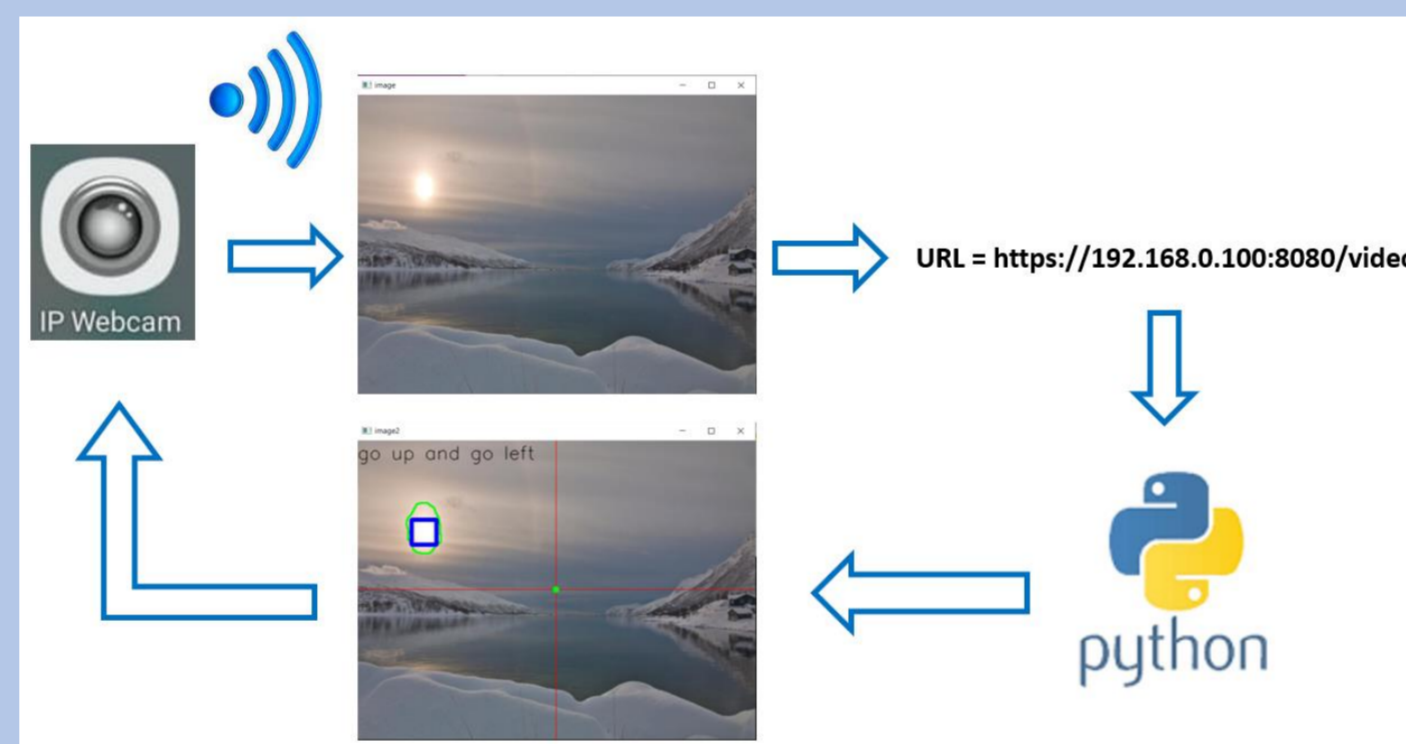 image
IP Webcam
URL = https://192.168.0.100:8080/video
image2
go up and go left
python